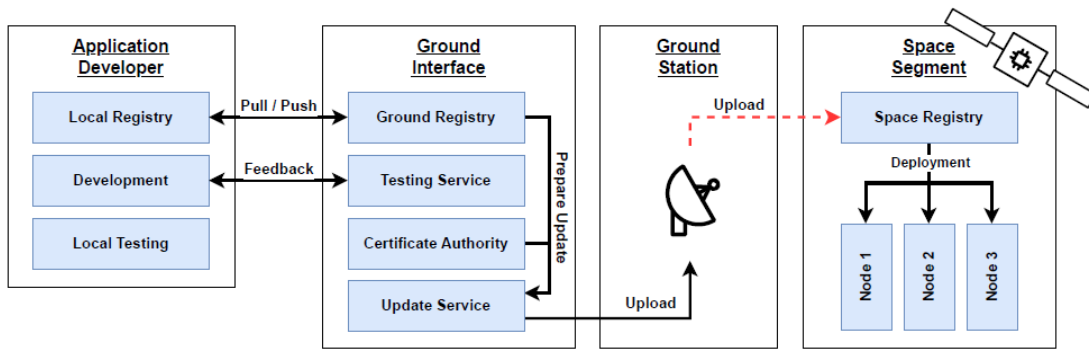 Application
Developer
Local Registry
Development
Local Testing
Pull / Push
Feedback
Ground
Interface
Ground Registry
Testing Service
Certificate Authority
Update Service
Prepare Update
Upload
Ground
Station
Upload
Space
Segment
Space Registry
Deployment
Node 1
Node 2
Node 3